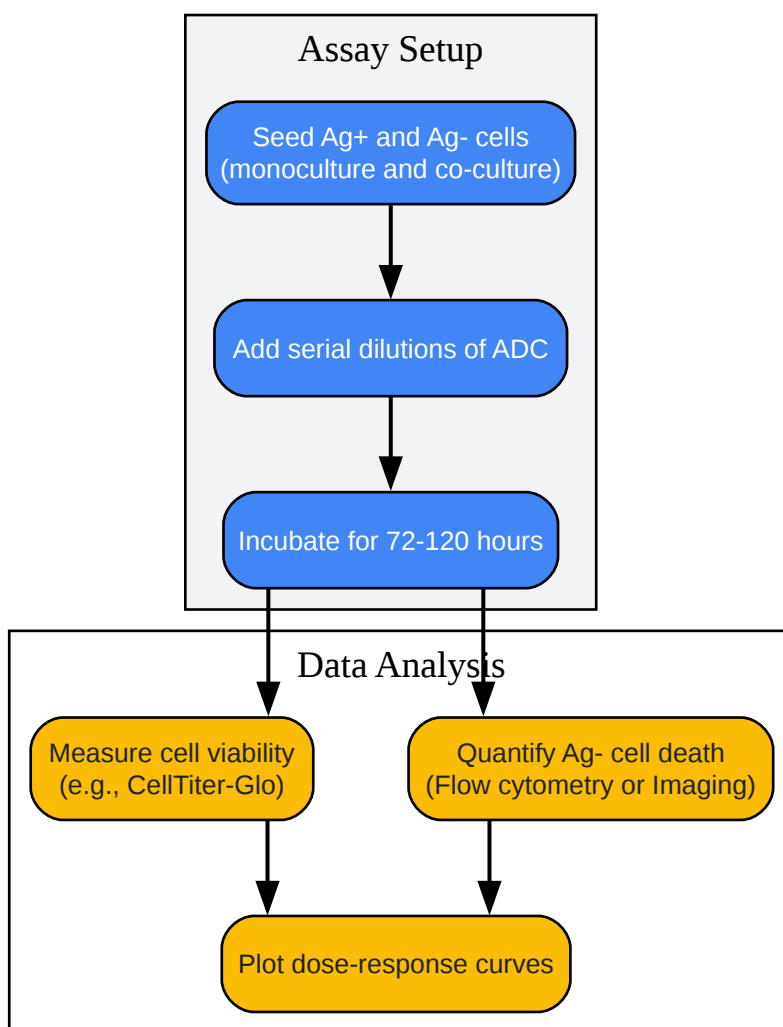 Assay Setup
Seed Ag+ and Ag- cells
(monoculture and co-culture)
Add serial dilutions of ADC
Incubate for 72-120 hours
Data Analysis
Measure cell viability
(e.g., CellTiter-Glo)
Quantify Ag- cell death
(Flow cytometry or Imaging)
Plot dose-response curves